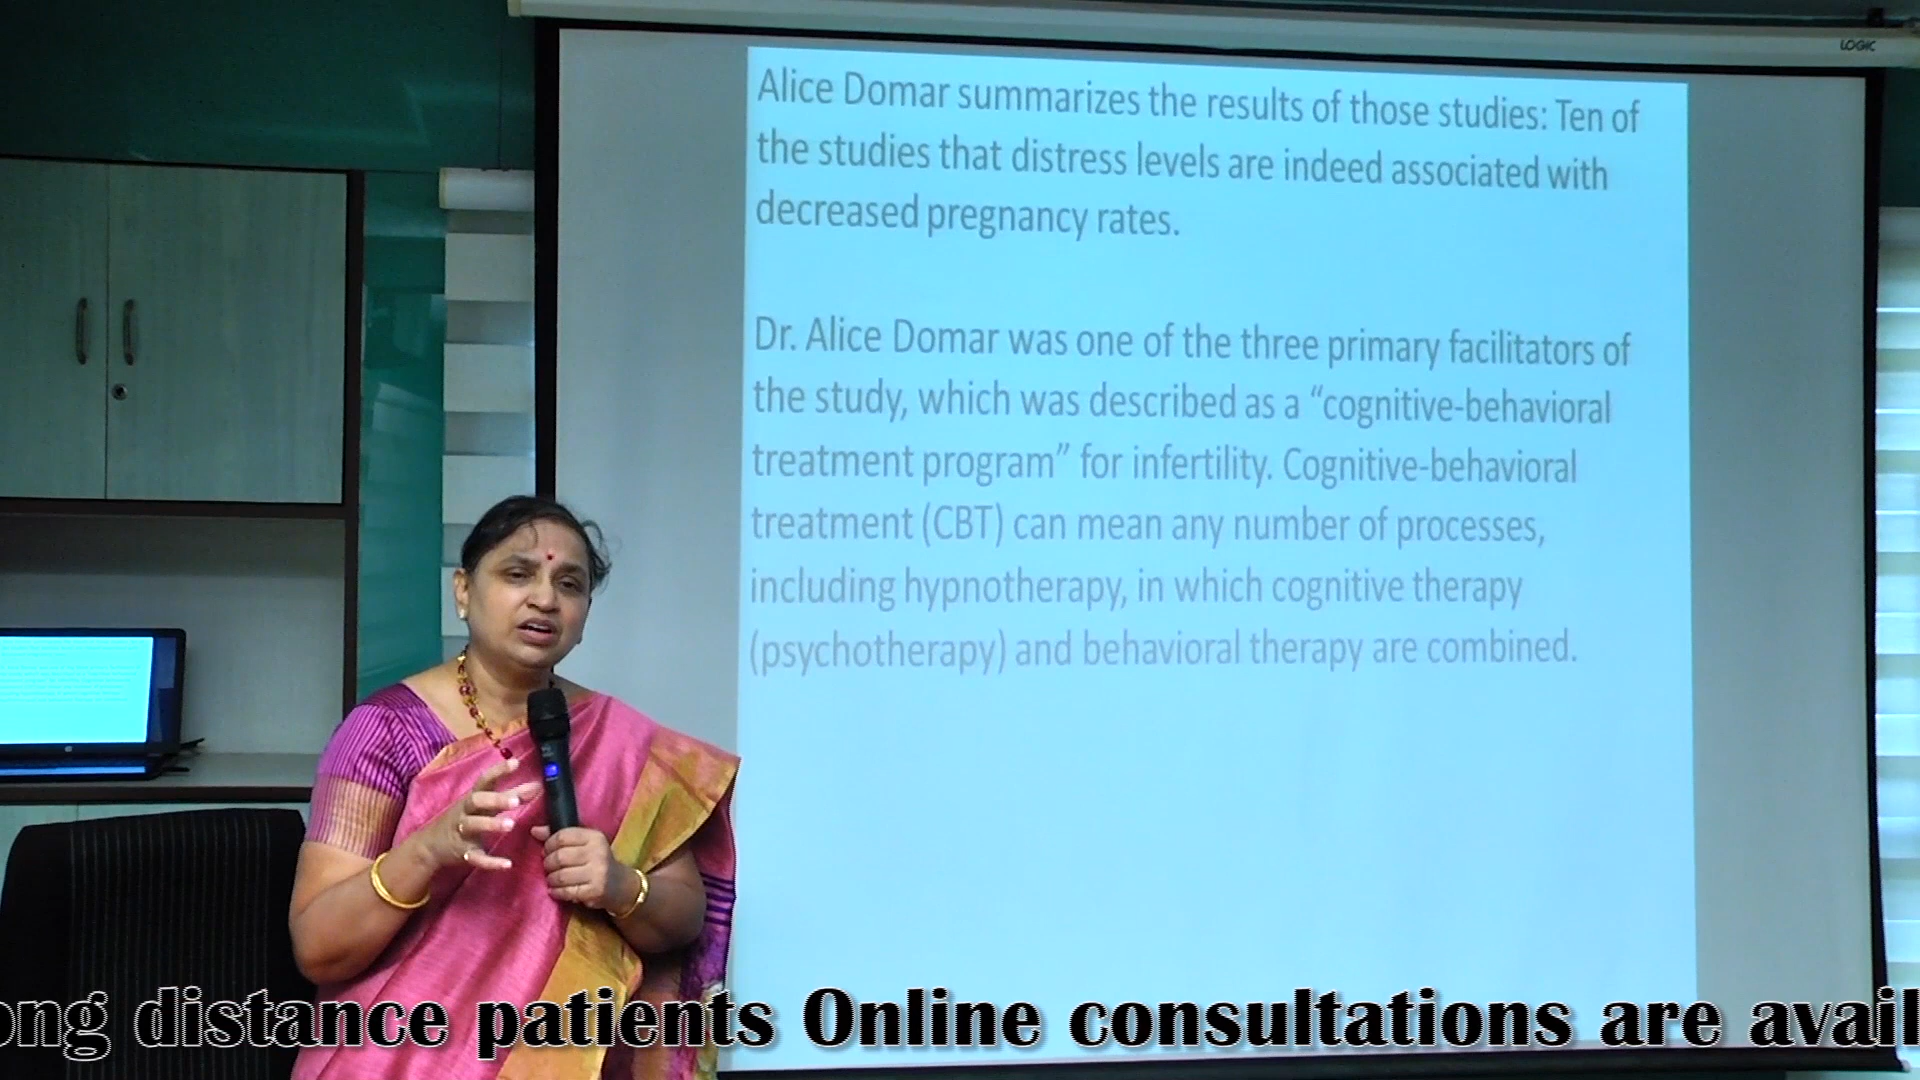 LOGIC
Alice Domar summarizes the results of those studies: Ten of
the studies that distress levels are indeed associated with
decreased pregnancy rates.
Dr. Alice Domar was one of the three primary facilitators of
the study, which was described as a “cognitive-behavioral
treatment program” for infertility. Cognitive-behavioral
treatment (CBT) can mean any number of processes,
including hypnotherapy, in which cognitive therapy
(psychotherapy) and behavioral therapy are combined.
ong distance patients Online consultations are avail